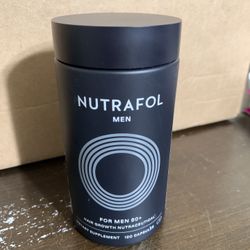 NUTRAFOL
MEN
FOR MEN 50+
HAIR GROWTH NUTRACEUTICAL
DIETARY SUPPLEMENT 120 CAPSULES